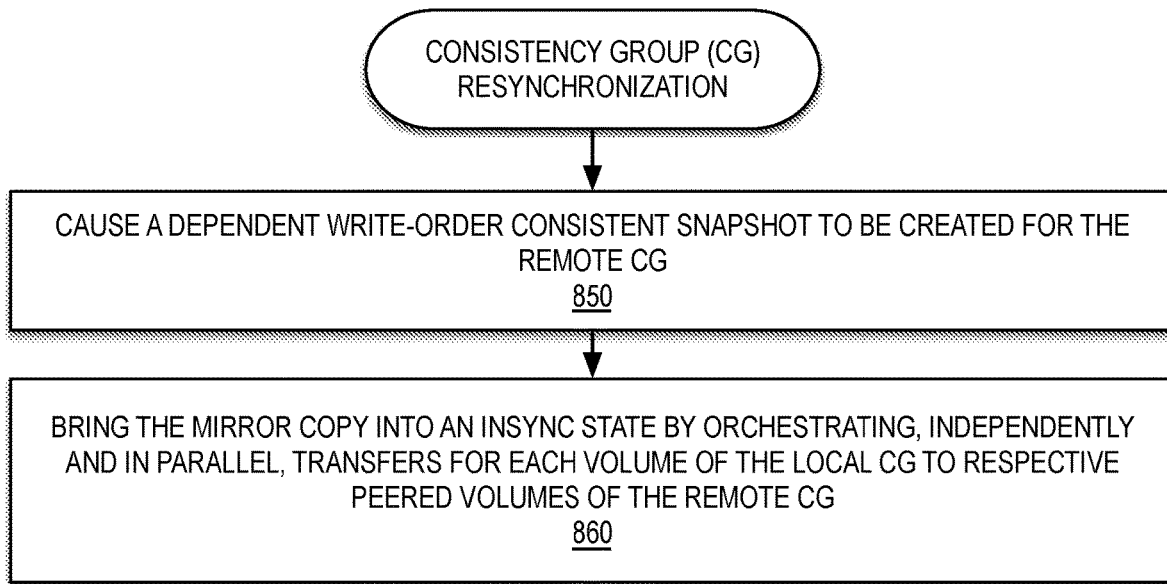 CONSISTENCY GROUP (CG)
RESYNCHRONIZATION
CAUSE A DEPENDENT WRITE-ORDER CONSISTENT SNAPSHOT TO BE CREATED FOR THE
REMOTE CG
850
BRING THE MIRROR COPY INTO AN INSYNC STATE BY ORCHESTRATING, INDEPENDENTLY
AND IN PARALLEL, TRANSFERS FOR EACH VOLUME OF THE LOCAL CG TO RESPECTIVE
PEERED VOLUMES OF THE REMOTE CG
860